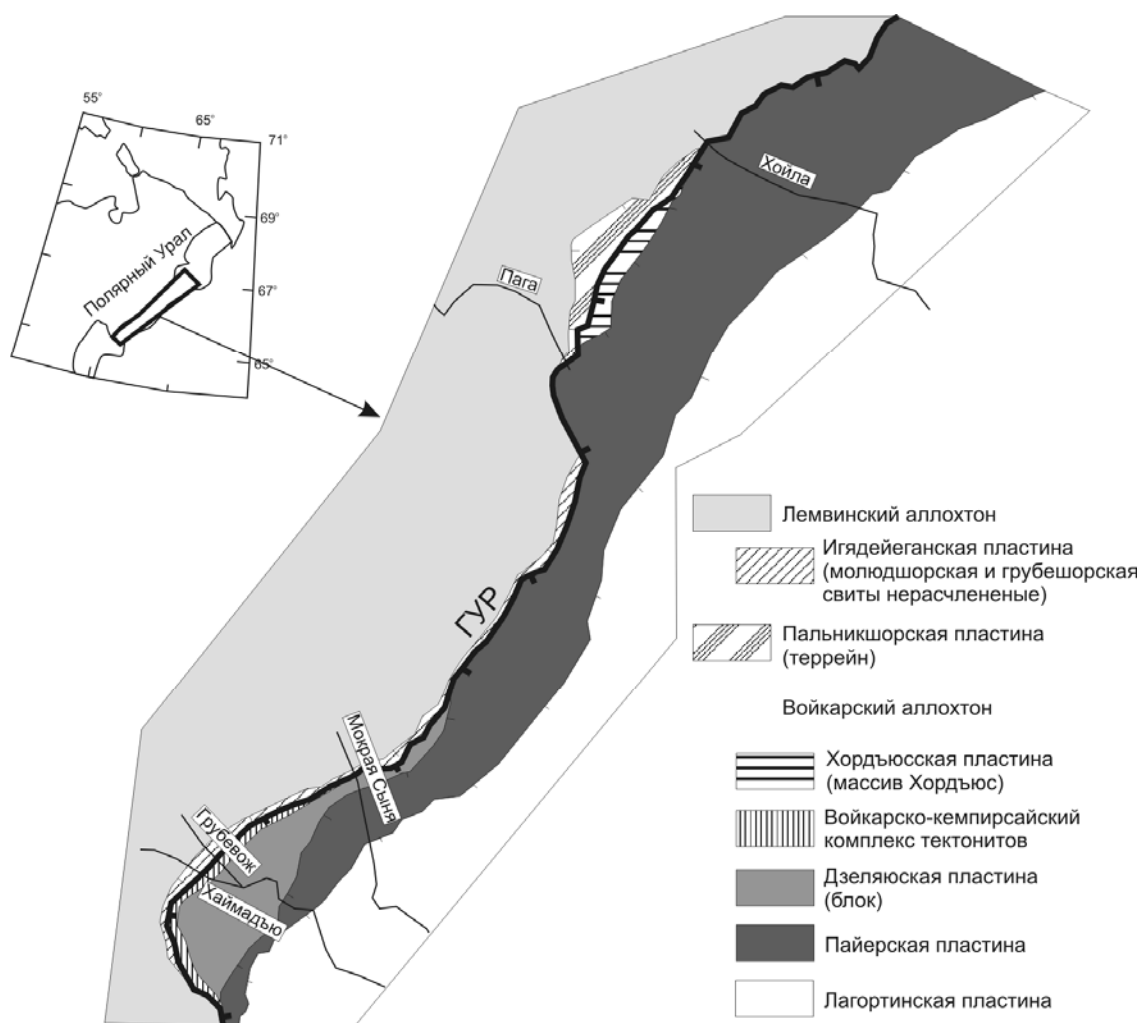 55°
65°
71°
69°
67°
65°
Полярный Урал
Хойла
Пага
ГУР
Мокрая Сыня
Грубевож
Хаймадъю
Лемвинский аллохтон
Игядейеганская пластина
(молюдшорская и грубешорская
свиты нерасчлененые)
Пальникшорская пластина
(террейн)
Войкарский аллохтон
Хордъюсская пластина
(массив Хордъюс)
Войкарско-кемпирсайский
комплекс тектонитов
Дзеляюская пластина
(блок)
Пайерская пластина
Лагортинская пластина